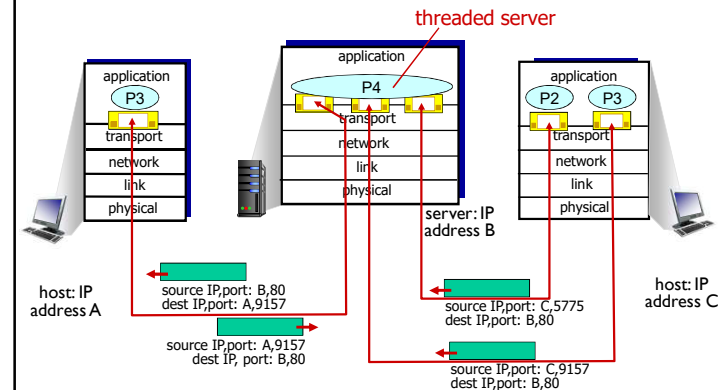 threaded server
application
P3
transport
network
link
physical
host: IP
address A
application
P4
transport
network
link
physical
server: IP
address B
application
P2
P3
transport
network
link
physical
host: IP
address C
source IP,port: B,80
dest IP,port: A,9157
source IP,port: A,9157
dest IP, port: B,80
source IP,port: C,5775
dest IP,port: B,80
source IP,port: C,9157
dest IP,port: B,80